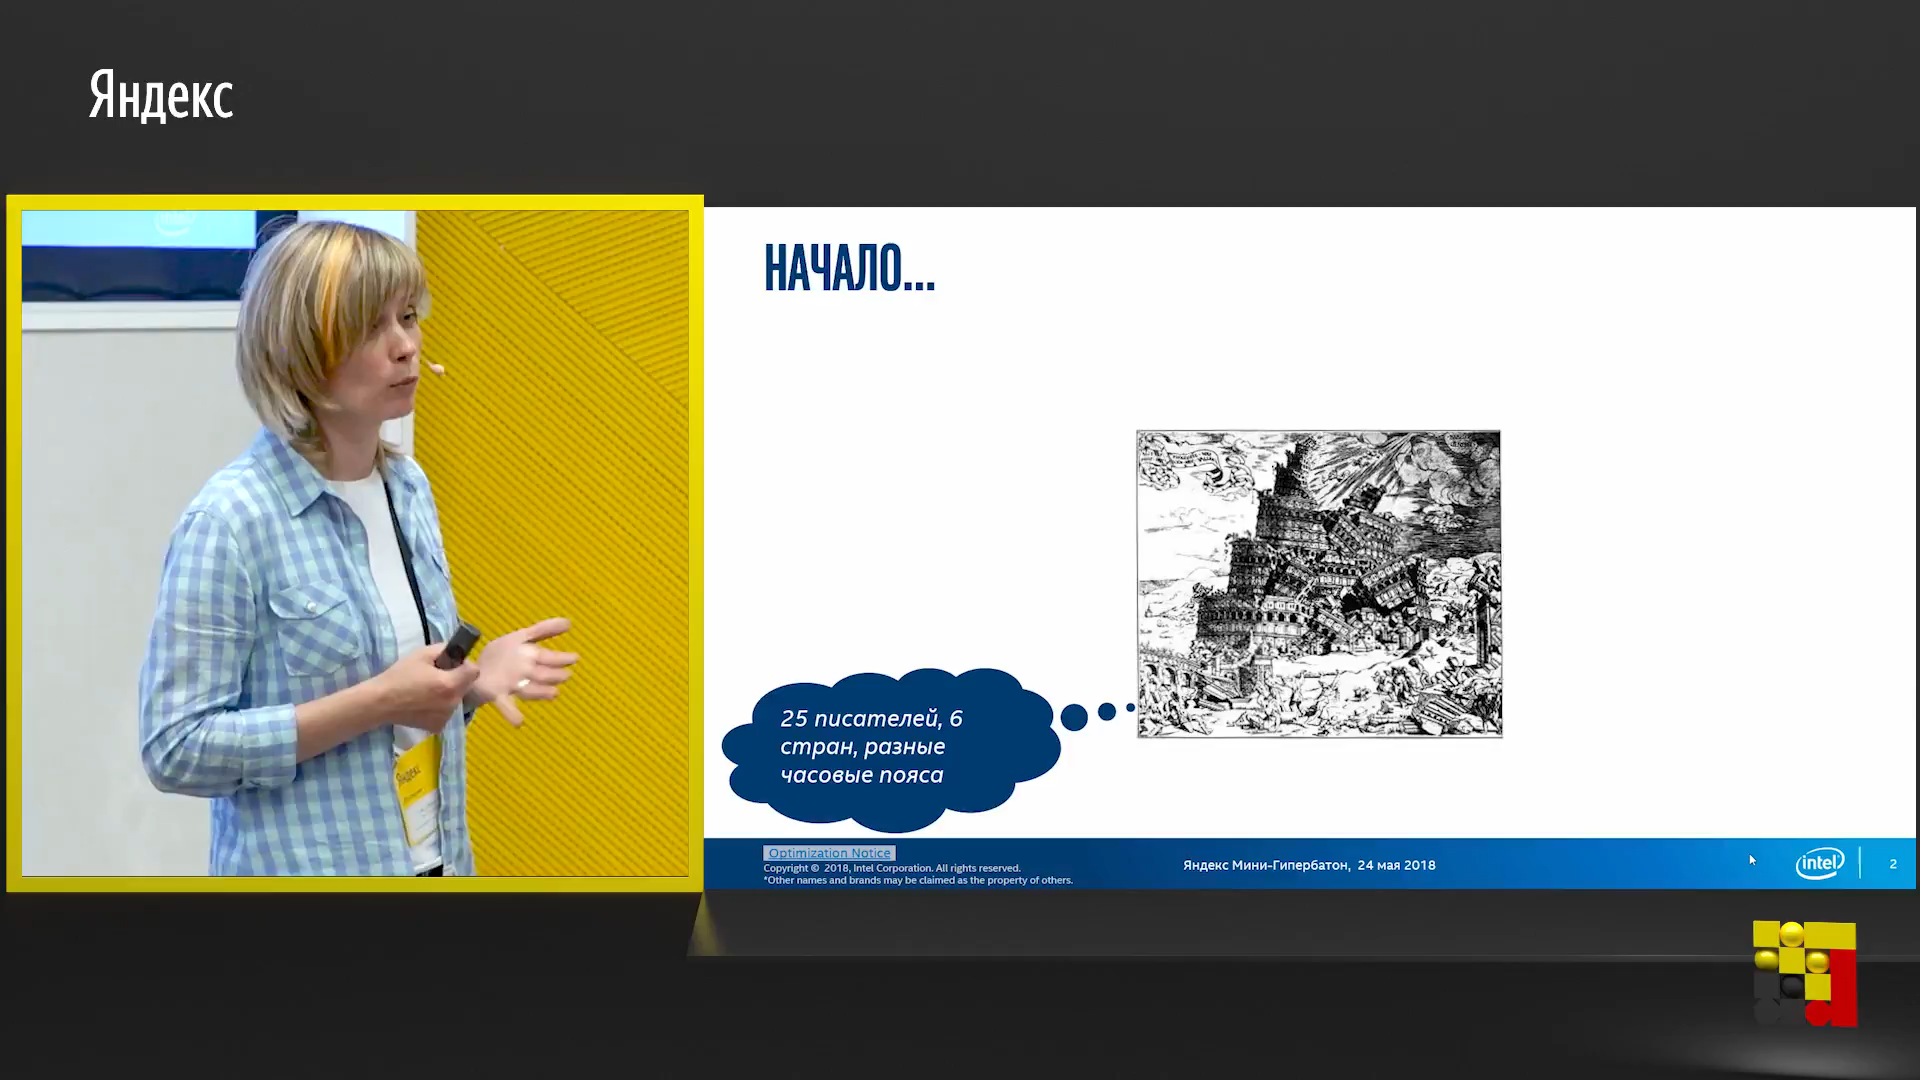 Яндекс
НАЧАЛО...
25 писателей, 6
стран, разные
часовые пояса
Optimization Notice
Copyright © 2018, Intel Corporation. All rights reserved.
*Other names and brands may be claimed as the property of others.
Яндекс Мини-Гипербатон, 24 мая 2018
intel
2
Яндекс